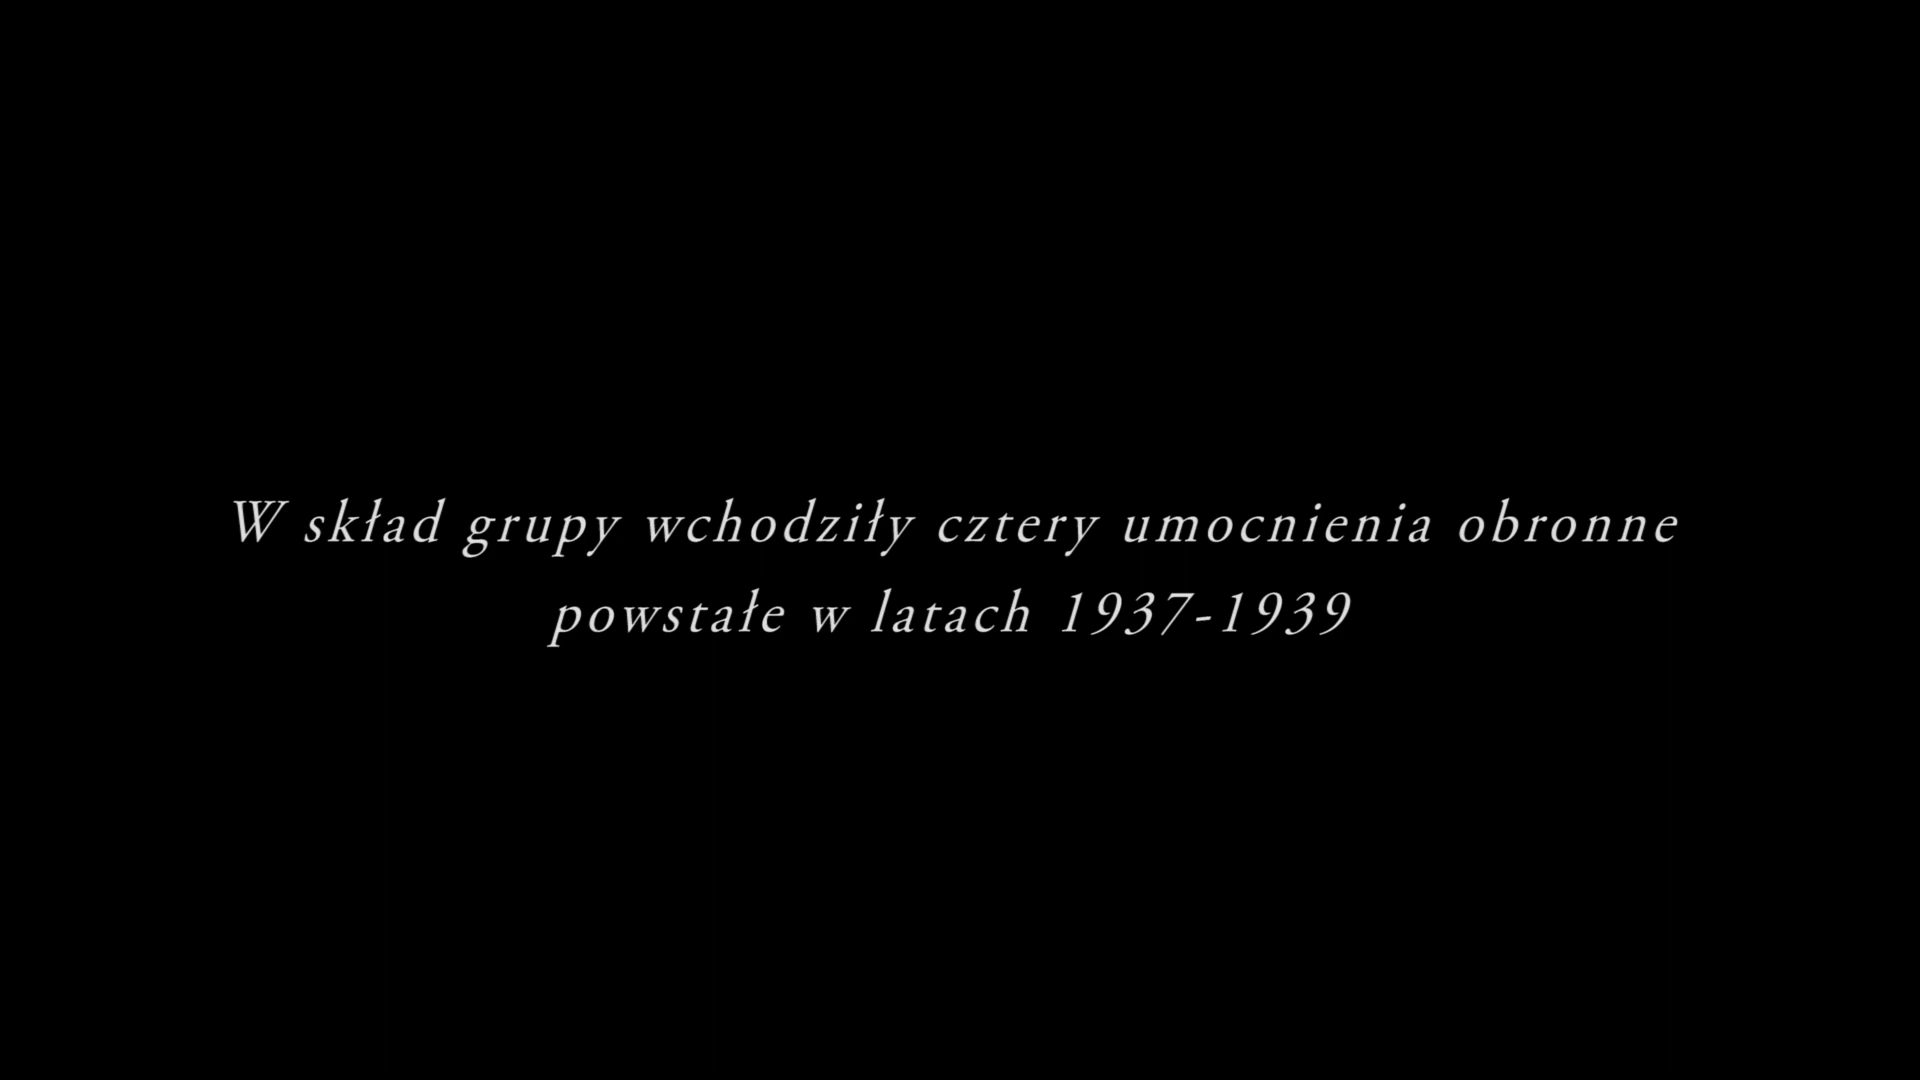 W skład grupy wchodziły cztery umocnienia obronne
powstałe w latach 1937-1939